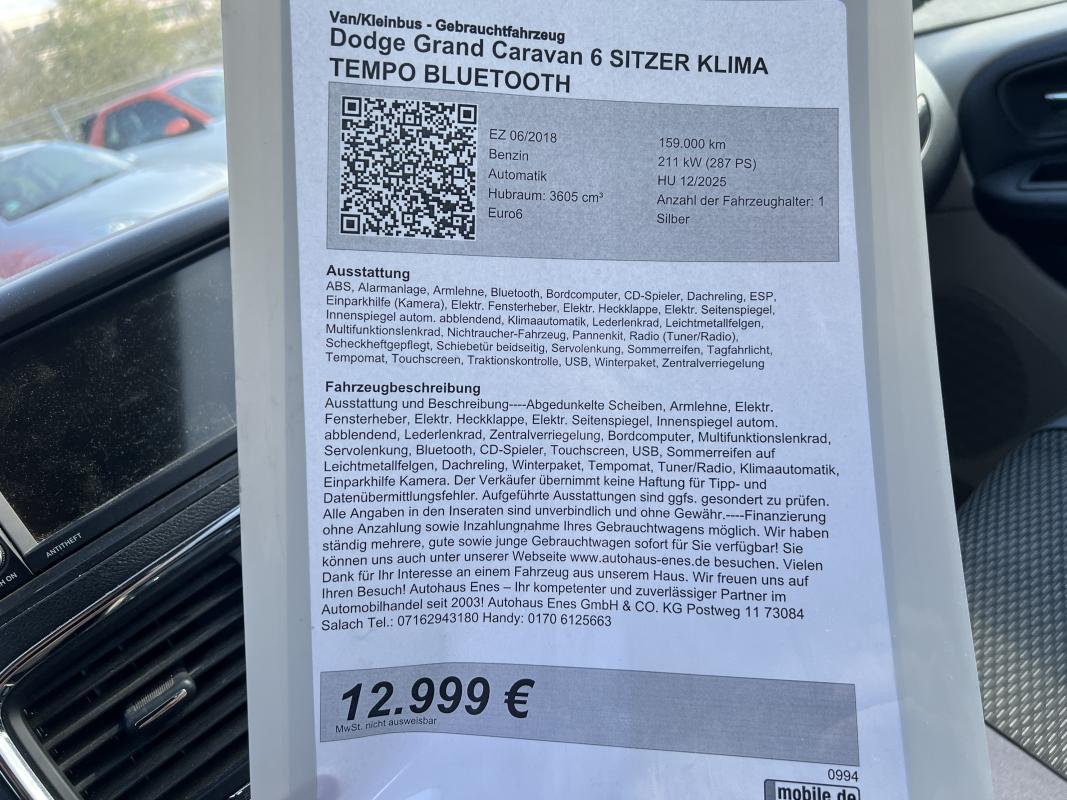 Van/Kleinbus - Gebrauchtfahrzeug
Dodge Grand Caravan 6 SITZER KLIMA
TEMPO BLUETOOTH
EZ 06/2018
Benzin
Automatik
Hubraum: 3605 cm³
Euro6
159.000 km
211 kW (287 PS)
HU 12/2025
Anzahl der Fahrzeughalter: 1
Silber
Ausstattung
ABS, Alarmanlage, Armlehne, Bluetooth, Bordcomputer, CD-Spieler, Dachreling, ESP,
Einparkhilfe (Kamera), Elektr. Fensterheber, Elektr. Heckklappe, Elektr. Seitenspiegel,
Innenspiegel autom. abblendend, Klimaautomatik, Lederlenkrad, Leichtmetallfelgen,
Multifunktionslenkrad, Nichtraucher-Fahrzeug, Pannenkit, Radio (Tuner/Radio),
Scheckheftgepflegt, Schiebetür beidseitig, Servolenkung, Sommerreifen, Tagfahrlicht,
Tempomat, Touchscreen, Traktionskontrolle, USB, Winterpaket, Zentralverriegelung
Fahrzeugbeschreibung
Ausstattung und Beschreibung----Abgedunkelte Scheiben, Armlehne, Elektr.
Fensterheber, Elektr. Heckklappe, Elektr. Seitenspiegel, Innenspiegel autom.
abblendend, Lederlenkrad, Zentralverriegelung, Bordcomputer, Multifunktionslenkrad,
Servolenkung, Bluetooth, CD-Spieler, Touchscreen, USB, Sommerreifen auf
Leichtmetallfelgen, Dachreling, Winterpaket, Tempomat, Tuner/Radio, Klimaautomatik,
Einparkhilfe Kamera. Der Verkäufer übernimmt keine Haftung für Tipp- und
Datenübermittlungsfehler. Aufgeführte Ausstattungen sind ggfs. gesondert zu prüfen.
Alle Angaben in den Inseraten sind unverbindlich und ohne Gewähr.----Finanzierung
ohne Anzahlung sowie Inzahlungnahme Ihres Gebrauchtwagens möglich. Wir haben
ständig mehrere, gute sowie junge Gebrauchtwagen sofort für Sie verfügbar! Sie
können uns auch unter unserer Webseite www.autohaus-enes.de besuchen. Vielen
Dank für Ihr Interesse an einem Fahrzeug aus unserem Haus. Wir freuen uns auf
Ihren Besuch! Autohaus Enes – Ihr kompetenter und zuverlässiger Partner im
Automobilhandel seit 2003! Autohaus Enes GmbH & CO. KG Postweg 11 73084
Salach Tel.: 07162943180 Handy: 0170 6125663
12.999 €
MwSt. nicht ausweisbar
0994
mobile.de
ANTITHEFT
H ON